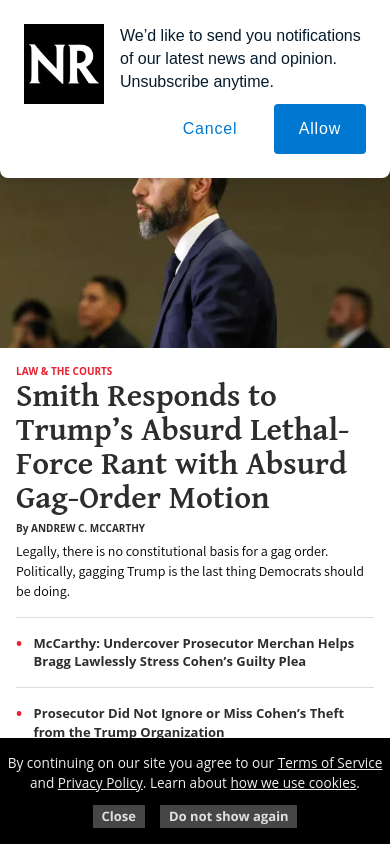 NR
We’d like to send you notifications
of our latest news and opinion.
Unsubscribe anytime.
Cancel
Allow
LAW & THE COURTS
Smith Responds to
Trump’s Absurd Lethal-
Force Rant with Absurd
Gag-Order Motion
By ANDREW C. MCCARTHY
Legally, there is no constitutional basis for a gag order.
Politically, gagging Trump is the last thing Democrats should
be doing.
McCarthy: Undercover Prosecutor Merchan Helps
Bragg Lawlessly Stress Cohen’s Guilty Plea
Prosecutor Did Not Ignore or Miss Cohen’s Theft
from the Trump Organization
By continuing on our site you agree to our Terms of Service
and Privacy Policy. Learn about how we use cookies.
Close
Do not show again